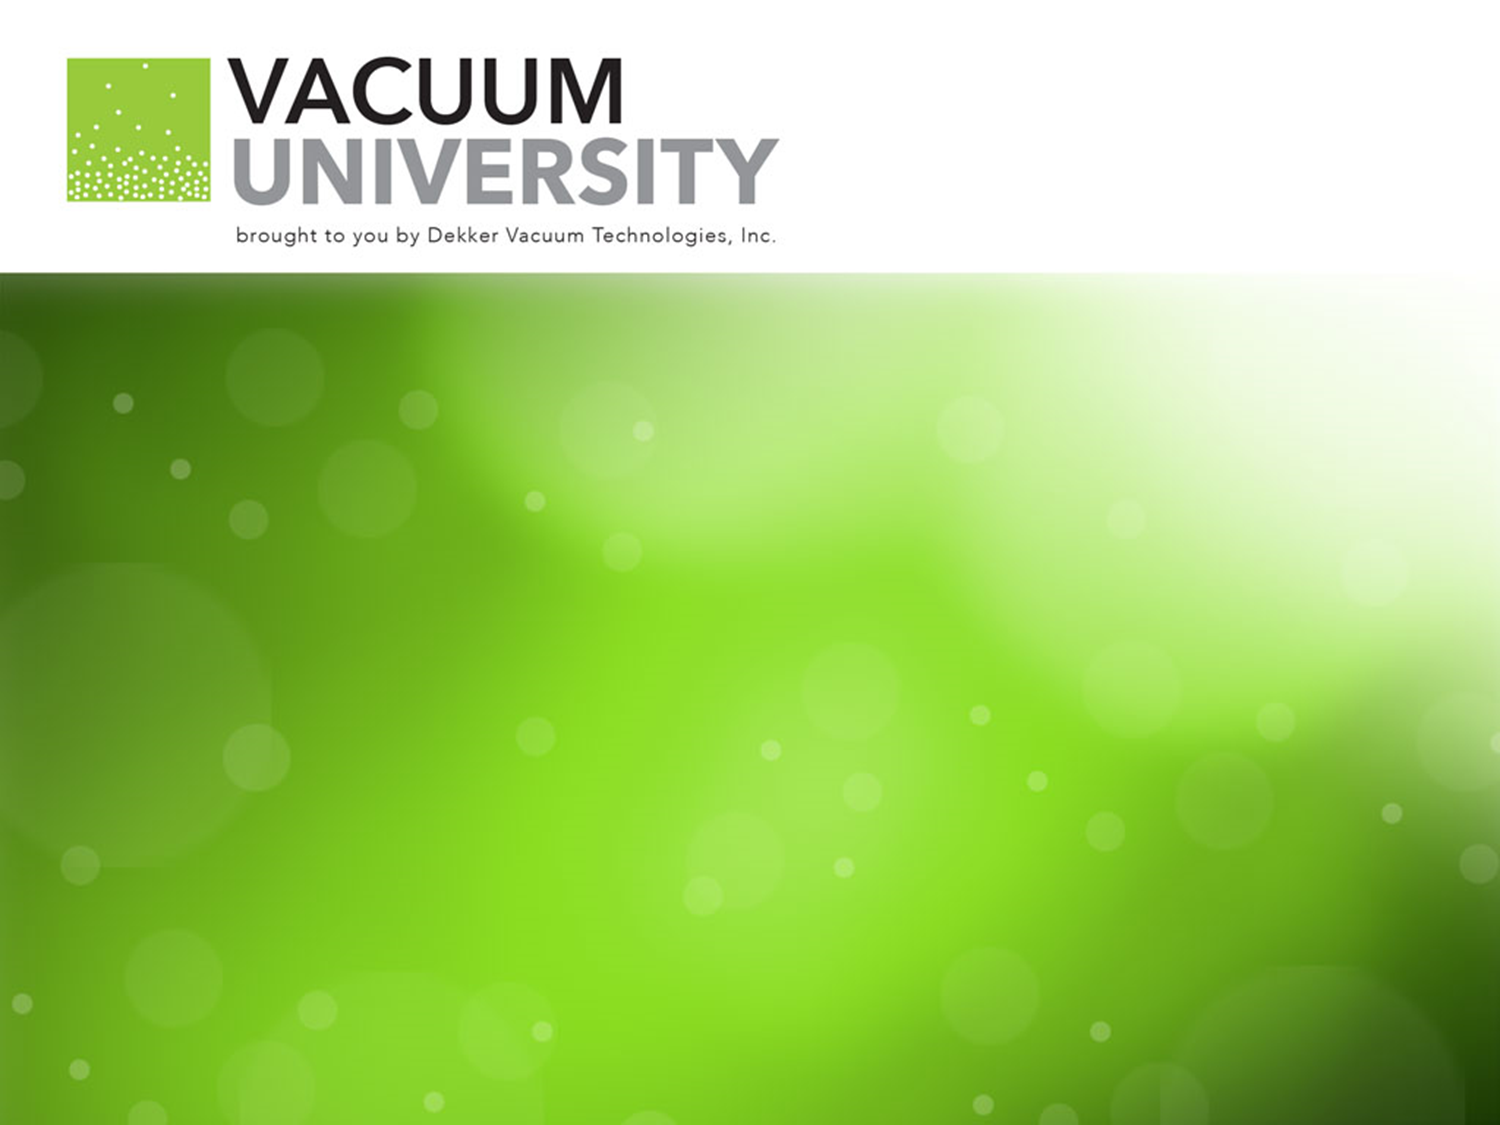 VACUUM
UNIVERSITY
brought to you by Dekker Vacuum Technologies, Inc.